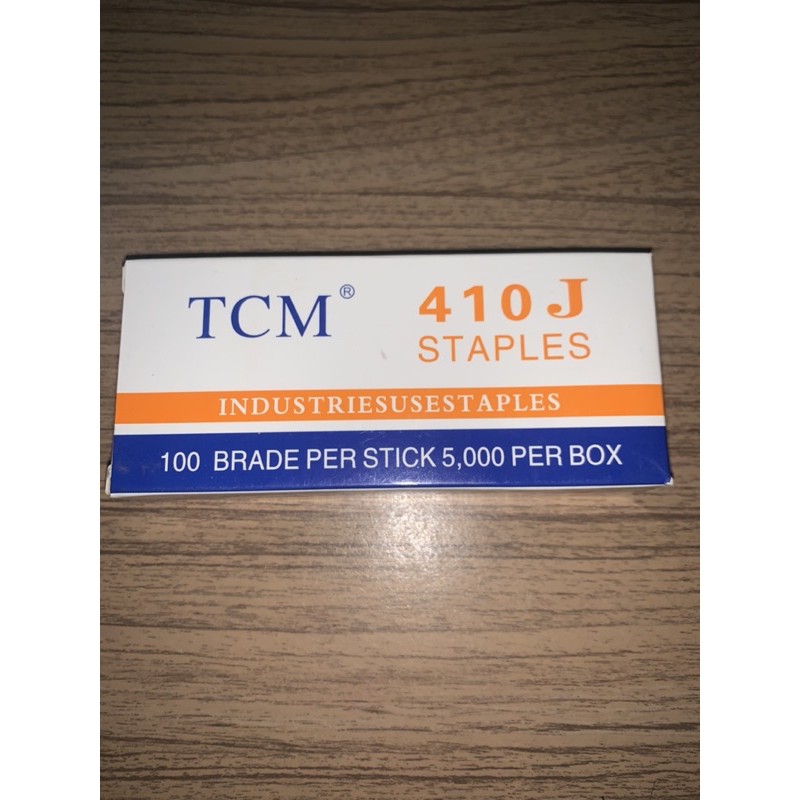 TCM ®
410 J
STAPLES
INDUSTRIESUSESTAPLES
100 BRADE PER STICK 5,000 PER BOX